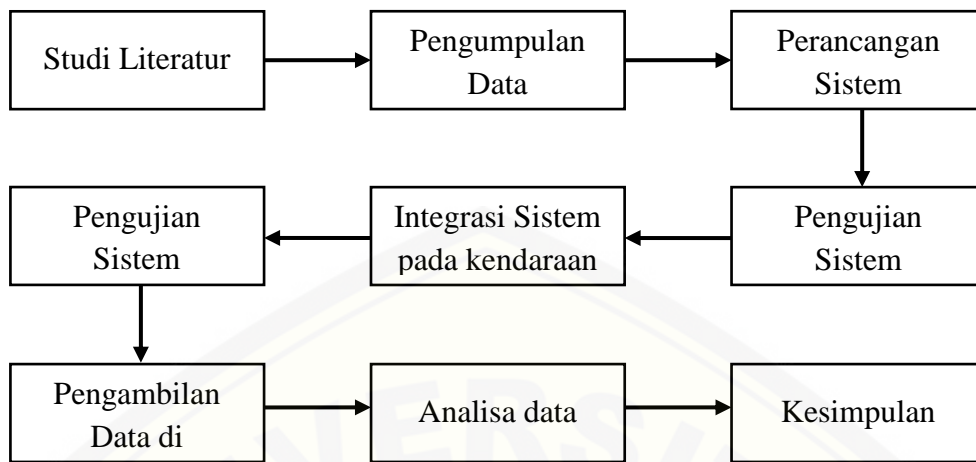 Studi Literatur
Pengumpulan
Data
Perancangan
Sistem
Pengujian
Sistem
Integrasi Sistem
pada kendaraan
Pengujian
Sistem
Pengambilan
Data di
Analisa data
Kesimpulan